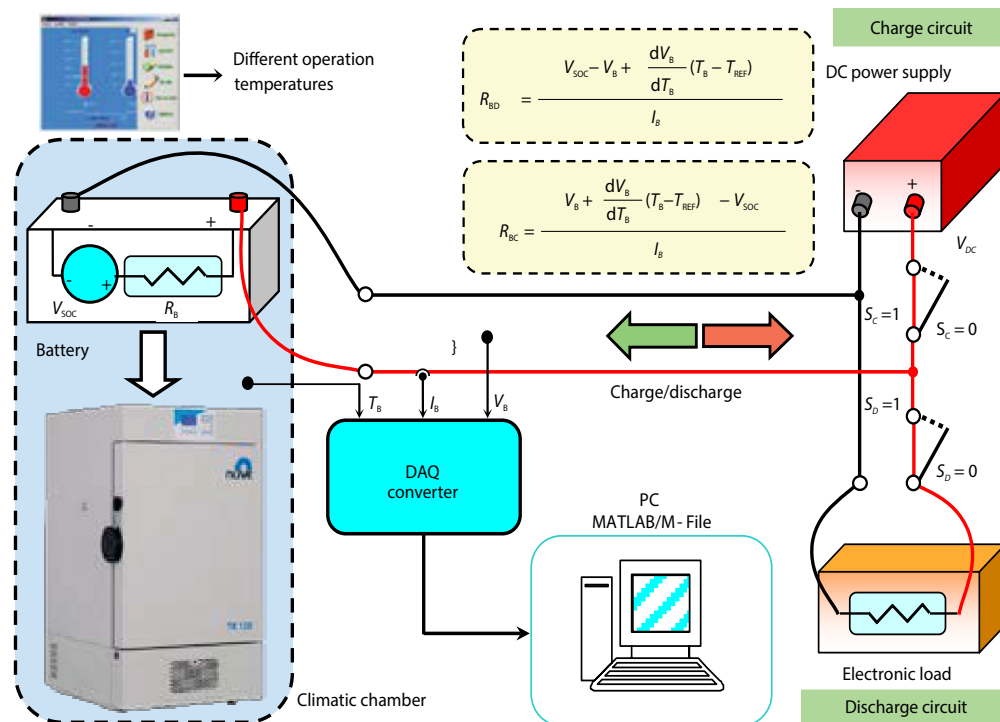 Different operation
temperatures
R_BD = (V_SOC – V_B + dV_B/dT_B (T_B – T_REF)) / I_B
R_BC = (V_B + dV_B/dT_B (T_B–T_REF) – V_SOC) / I_B
Charge circuit
DC power supply
- +
V_DC
S_C =1
S_C = 0
- +
- +
V_SOC
R_B
Battery
}
Charge/discharge
T_B I_B V_B
S_D =1
S_D = 0
DAQ
converter
PC
MATLAB/M - File
Climatic chamber
Electronic load
Discharge circuit